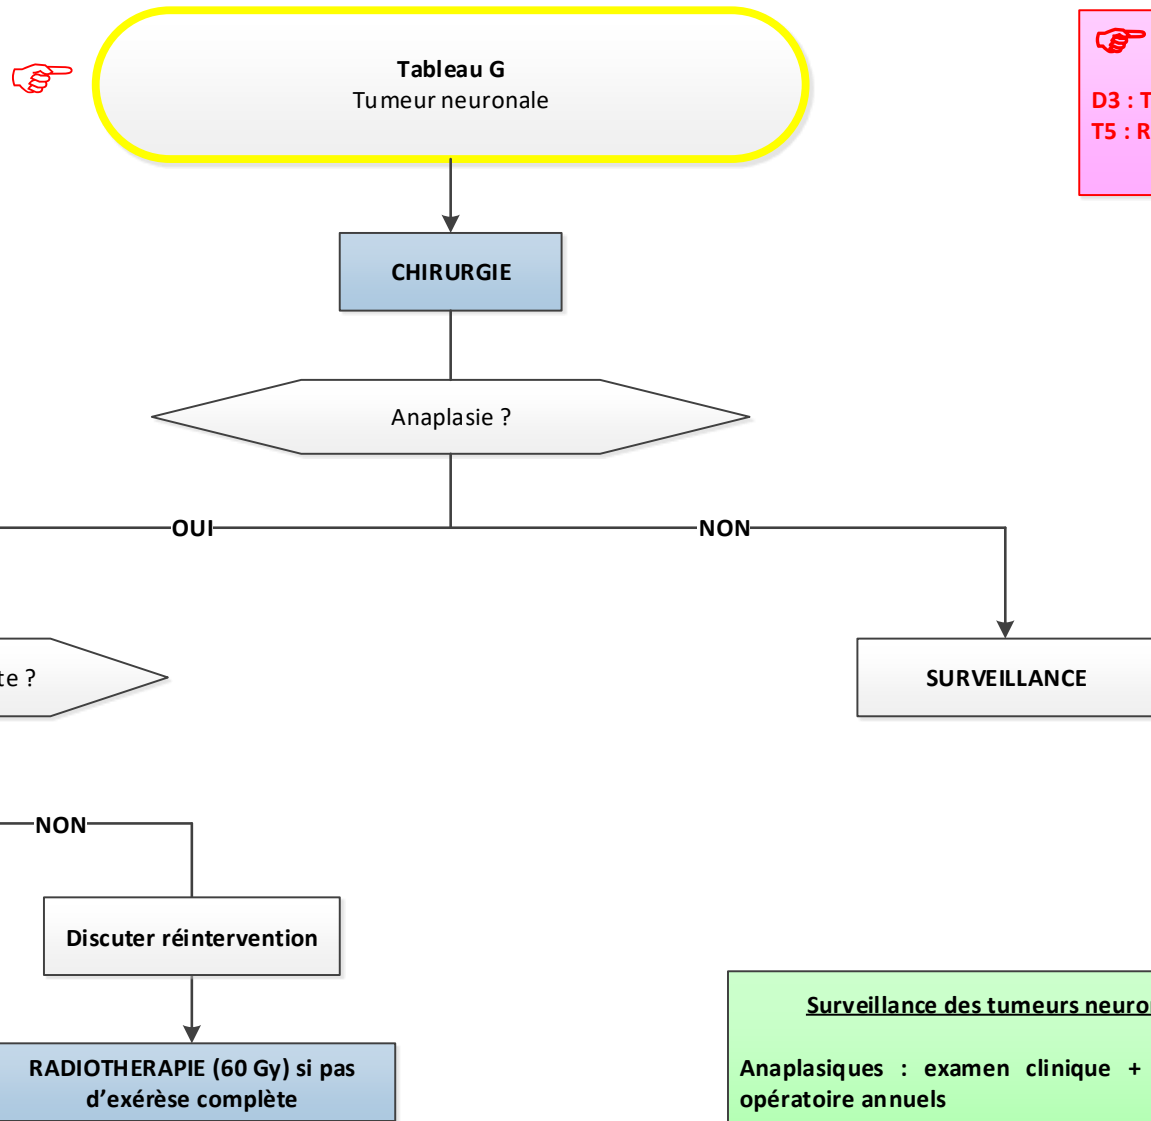 Tableau G
Tumeur neuronale
D3 : T
T5 : R
CHIRURGIE
Anaplasie ?
OUI
NON
te ?
SURVEILLANCE
NON
Discuter réintervention
RADIOTHERAPIE (60 Gy) si pas
d’exérèse complète
Surveillance des tumeurs neuro
Anaplasiques : examen clinique +
opératoire annuels